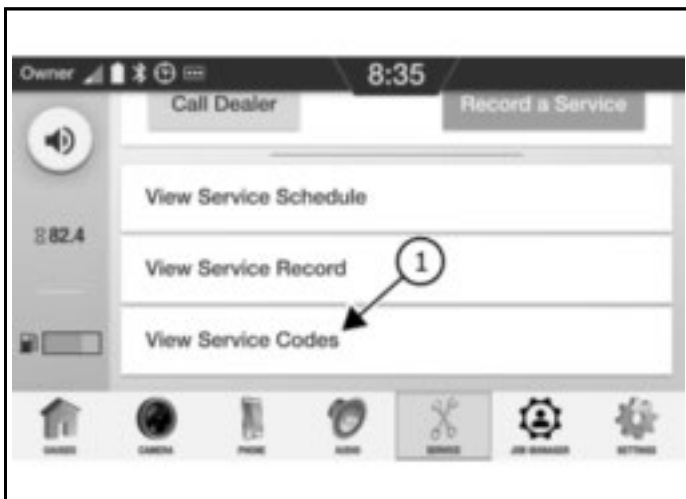 Owner 8:35
Call Dealer Record a Service
View Service Schedule
82.4
View Service Record 1
View Service Codes
GAUGES CAMERA PHONE AUDIO SERVICE JOB MANAGER SETTINGS